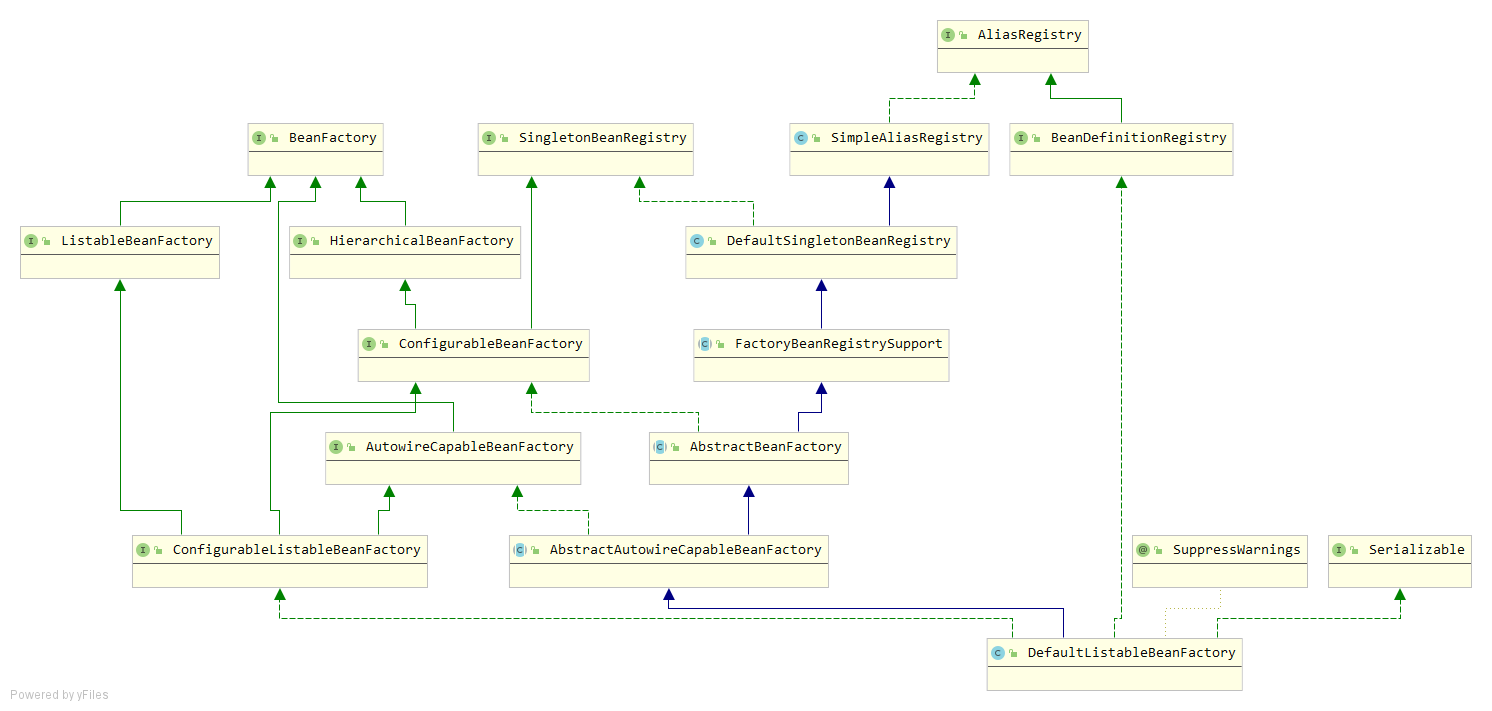 AliasRegistry
BeanFactory
SingletonBeanRegistry
SimpleAliasRegistry
BeanDefinitionRegistry
ListableBeanFactory
HierarchicalBeanFactory
DefaultSingletonBeanRegistry
ConfigurableBeanFactory
FactoryBeanRegistrySupport
AutowireCapableBeanFactory
AbstractBeanFactory
ConfigurableListableBeanFactory
AbstractAutowireCapableBeanFactory
SuppressWarnings
Serializable
DefaultListableBeanFactory
Powered by yFiles